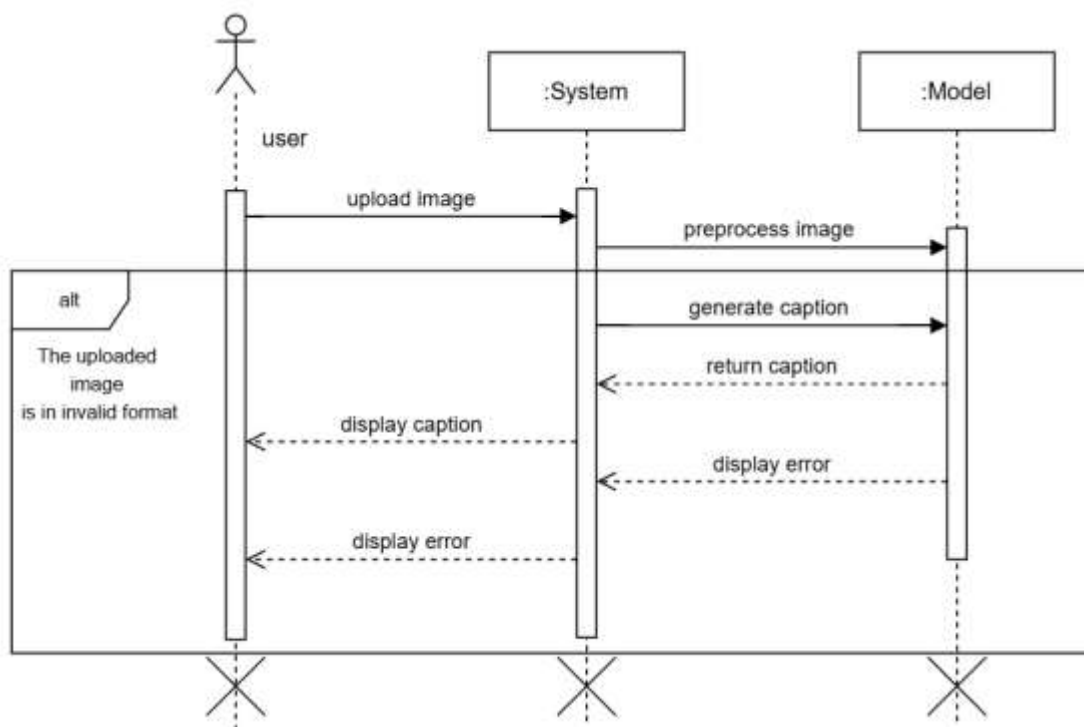 :System
:Model
user
upload image
preprocess image
alt
generate caption
The uploaded
image
is in invalid format
return caption
display caption
display error
display error